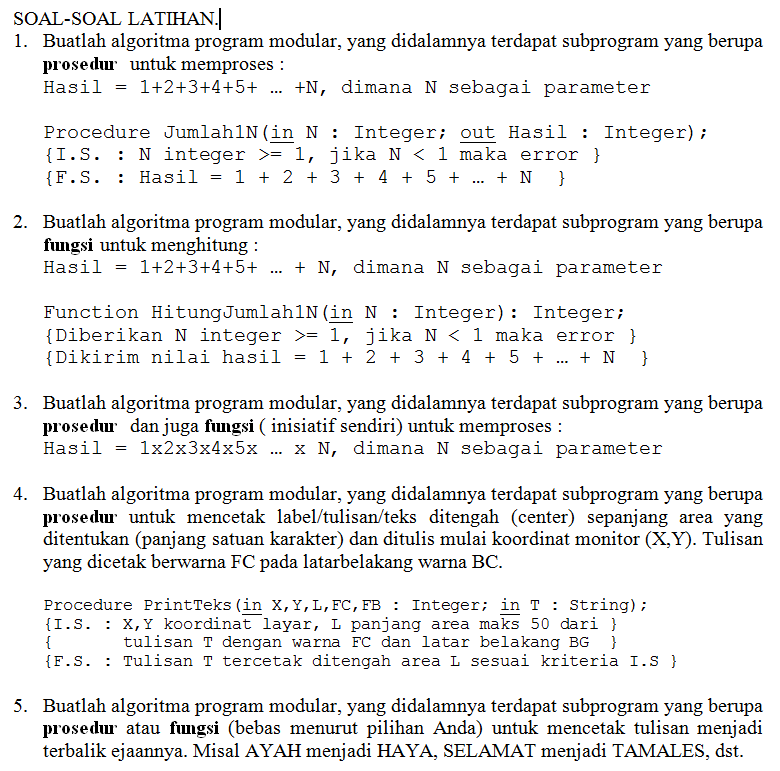 SOAL-SOAL LATIHAN.
1. Buatlah algoritma program modular, yang didalamnya terdapat subprogram yang berupa
prosedur untuk memproses :
Hasil = 1+2+3+4+5+ … +N, dimana N sebagai parameter
Procedure Jumlah1N(in N : Integer; out Hasil : Integer);
{I.S. : N integer >= 1, jika N < 1 maka error }
{F.S. : Hasil = 1 + 2 + 3 + 4 + 5 + … + N }
2. Buatlah algoritma program modular, yang didalamnya terdapat subprogram yang berupa
fungsi untuk menghitung :
Hasil = 1+2+3+4+5+ … + N, dimana N sebagai parameter
Function HitungJumlah1N(in N : Integer): Integer;
{Diberikan N integer >= 1, jika N < 1 maka error }
{Dikirim nilai hasil = 1 + 2 + 3 + 4 + 5 + … + N }
3. Buatlah algoritma program modular, yang didalamnya terdapat subprogram yang berupa
prosedur dan juga fungsi ( inisiatif sendiri) untuk memproses :
Hasil = 1x2x3x4x5x … x N, dimana N sebagai parameter
4. Buatlah algoritma program modular, yang didalamnya terdapat subprogram yang berupa
prosedur untuk mencetak label/tulisan/teks ditengah (center) sepanjang area yang
ditentukan (panjang satuan karakter) dan ditulis mulai koordinat monitor (X,Y). Tulisan
yang dicetak berwarna FC pada latarbelakang warna BC.
Procedure PrintTeks(in X,Y,L,FC,FB : Integer; in T : String);
{I.S. : X,Y koordinat layar, L panjang area maks 50 dari }
{ tulisan T dengan warna FC dan latar belakang BG }
{F.S. : Tulisan T tercetak ditengah area L sesuai kriteria I.S }
5. Buatlah algoritma program modular, yang didalamnya terdapat subprogram yang berupa
prosedur atau fungsi (bebas menurut pilihan Anda) untuk mencetak tulisan menjadi
terbalik ejaannya. Misal AYAH menjadi HAYA, SELAMAT menjadi TAMALES, dst.